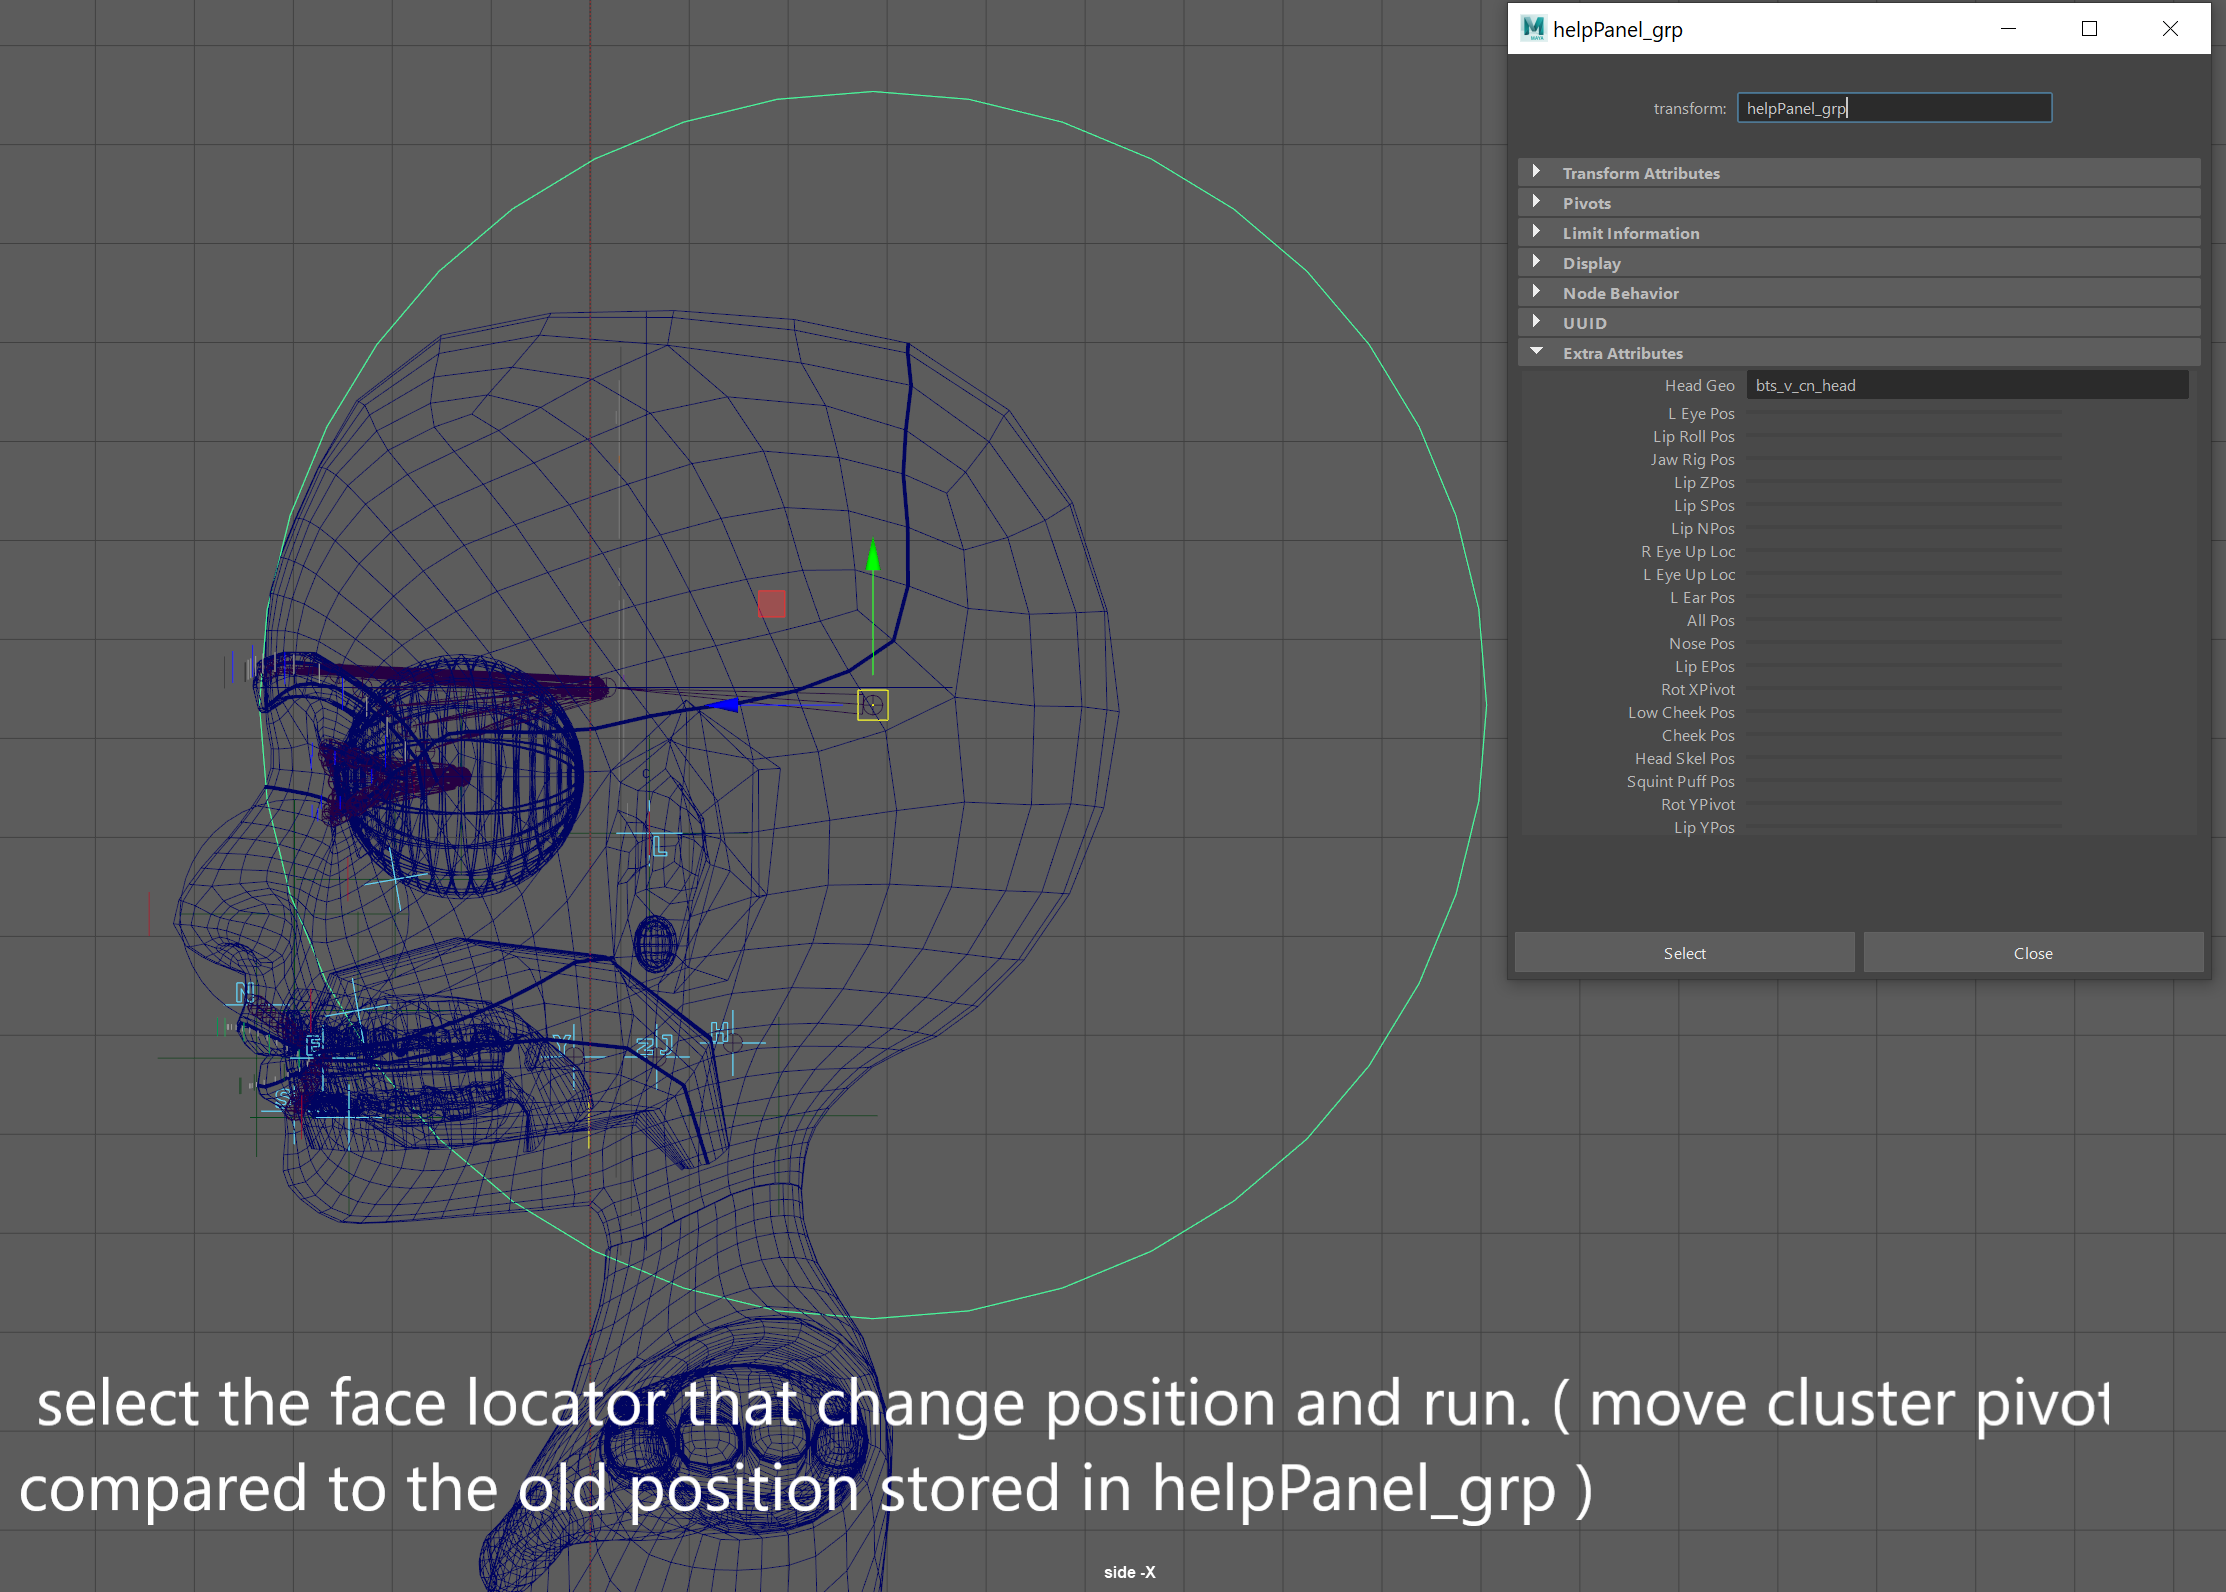 helpPanel_grp
transform: helpPanel_grp
Transform Attributes
Pivots
Limit Information
Display
Node Behavior
UUID
Extra Attributes
Head Geo bts_v_cn_head
L Eye Pos
Lip Roll Pos
Jaw Rig Pos
Lip ZPos
Lip SPos
Lip NPos
R Eye Up Loc
L Eye Up Loc
L Ear Pos
All Pos
Nose Pos
Lip EPos
Rot XPivot
Low Cheek Pos
Cheek Pos
Head Skel Pos
Squint Puff Pos
Rot YPivot
Lip YPos
Select Close
C
L
N
E
Y
ZJ
H
S
select the face locator that change position and run. ( move cluster pivot
compared to the old position stored in helpPanel_grp )
side -X